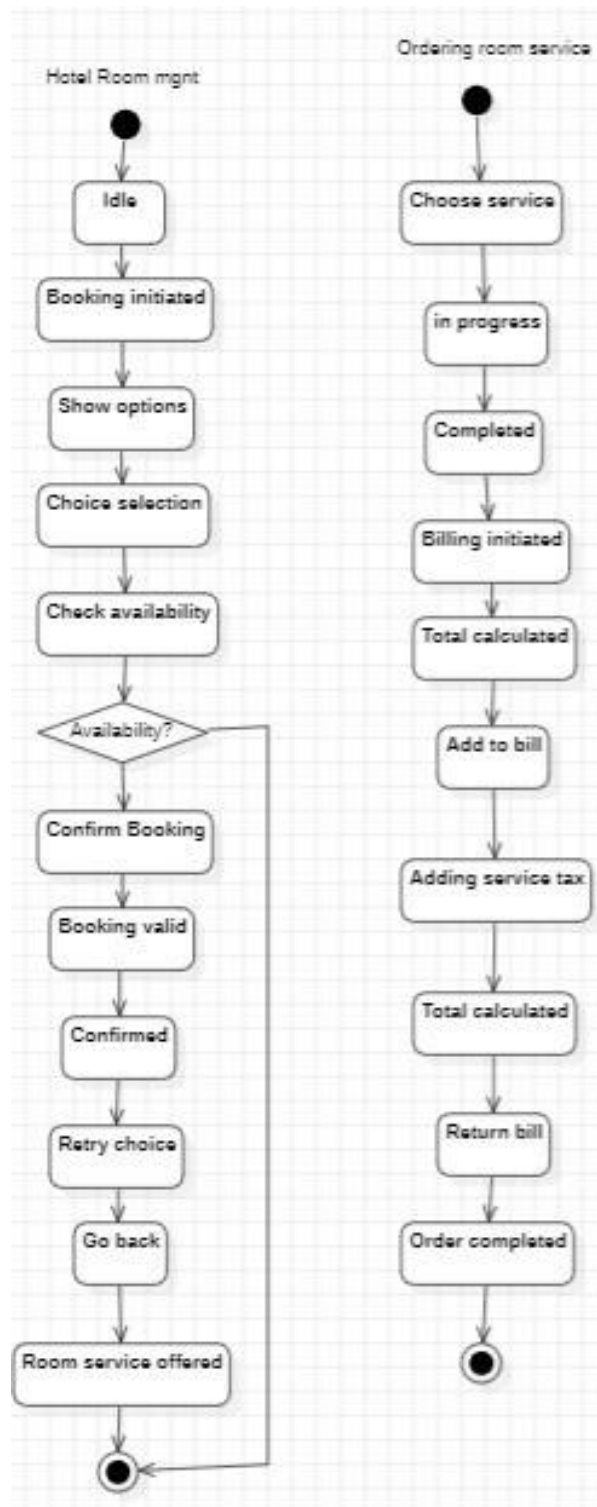 Hotel Room mgnt
Idle
Booking initiated
Show options
Choice selection
Check availability
Availability?
Confirm Booking
Booking valid
Confirmed
Retry choice
Go back
Room service offered
Ordering room service
Choose service
in progress
Completed
Billing initiated
Total calculated
Add to bill
Adding service tax
Total calculated
Return bill
Order completed